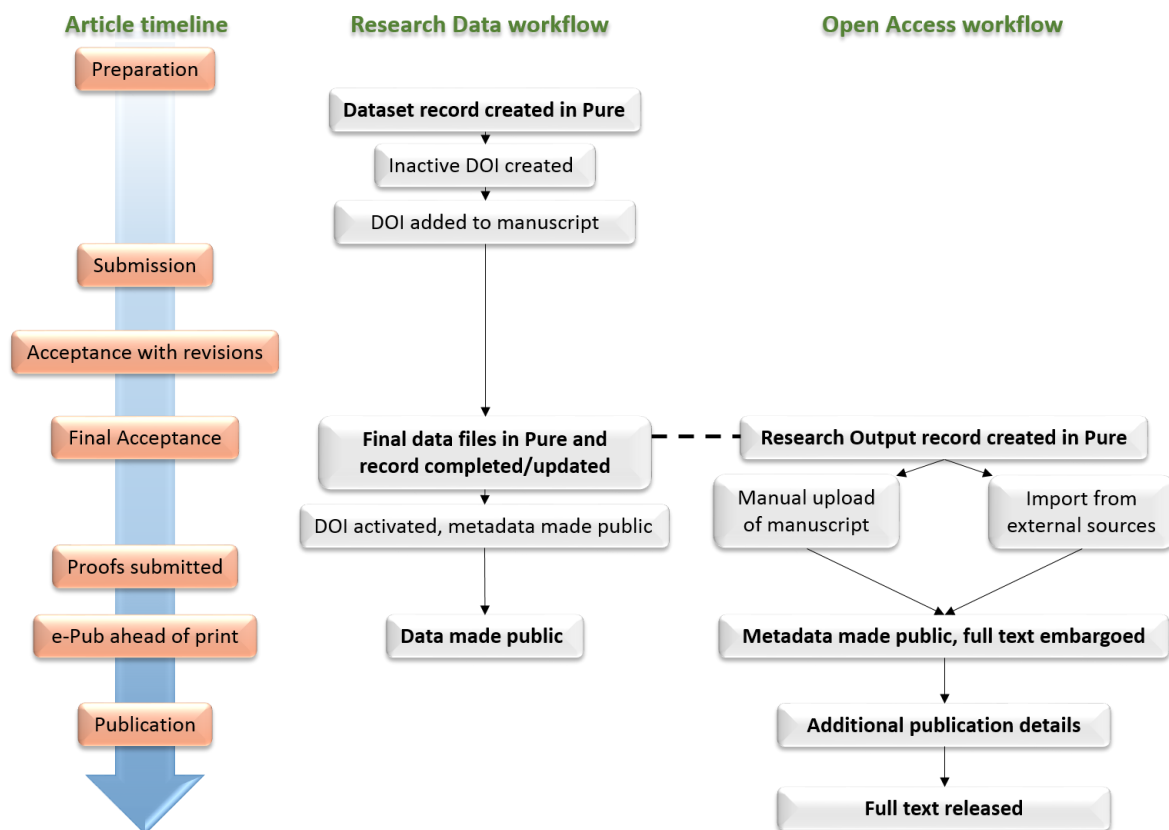 Article timeline
Preparation
Submission
Acceptance with revisions
Final Acceptance
Proofs submitted
e-Pub ahead of print
Publication
Research Data workflow
Dataset record created in Pure
Inactive DOI created
DOI added to manuscript
Final data files in Pure and
record completed/updated
DOI activated, metadata made public
Data made public
Open Access workflow
Research Output record created in Pure
Manual upload
of manuscript
Import from
external sources
Metadata made public, full text embargoed
Additional publication details
Full text released